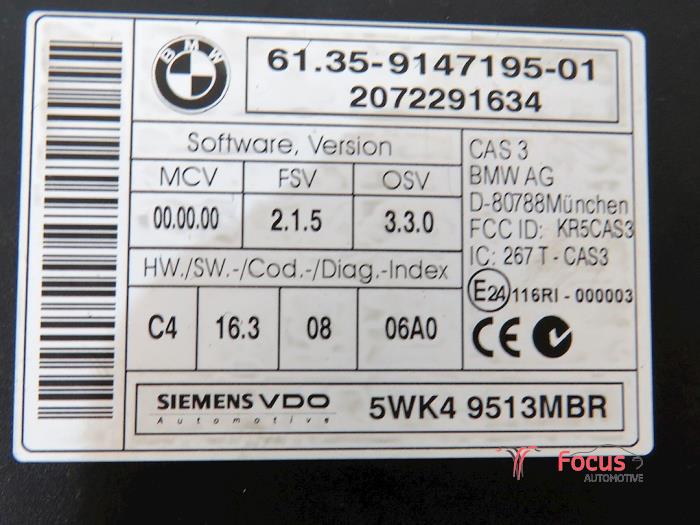 BMW
61.35-9147195-01
2072291634
Software, Version
MCV FSV OSV
00.00.00 2.1.5 3.3.0
HW./SW.-/Cod.-/Diag.-Index
C4 16.3 08 06A0
CAS 3
BMW AG
D-80788München
FCC ID: KR5CAS3
IC: 267 T - CAS3
E24 116RI - 000003
CE
SIEMENS VDO
Automotive
5WK4 9513MBR
Focus
AUTOMOTIVE